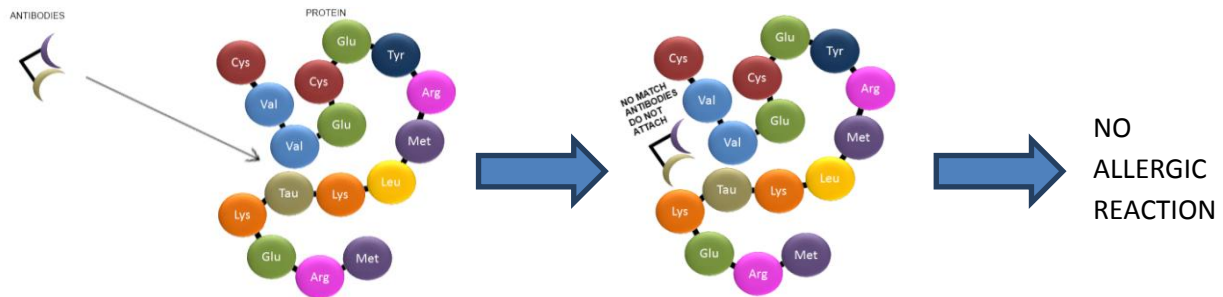 ANTIBODIES
PROTEIN
Cys
Val
Val
Glu
Cys
Glu
Tyr
Arg
Met
Leu
Lys
Tau
Lys
Glu
Arg
Met
NO MATCH
ANTIBODIES
DO NOT
ATTACH
Cys
Val
Val
Glu
Cys
Glu
Tyr
Arg
Met
Leu
Lys
Tau
Lys
Glu
Arg
Met
NO
ALLERGIC
REACTION